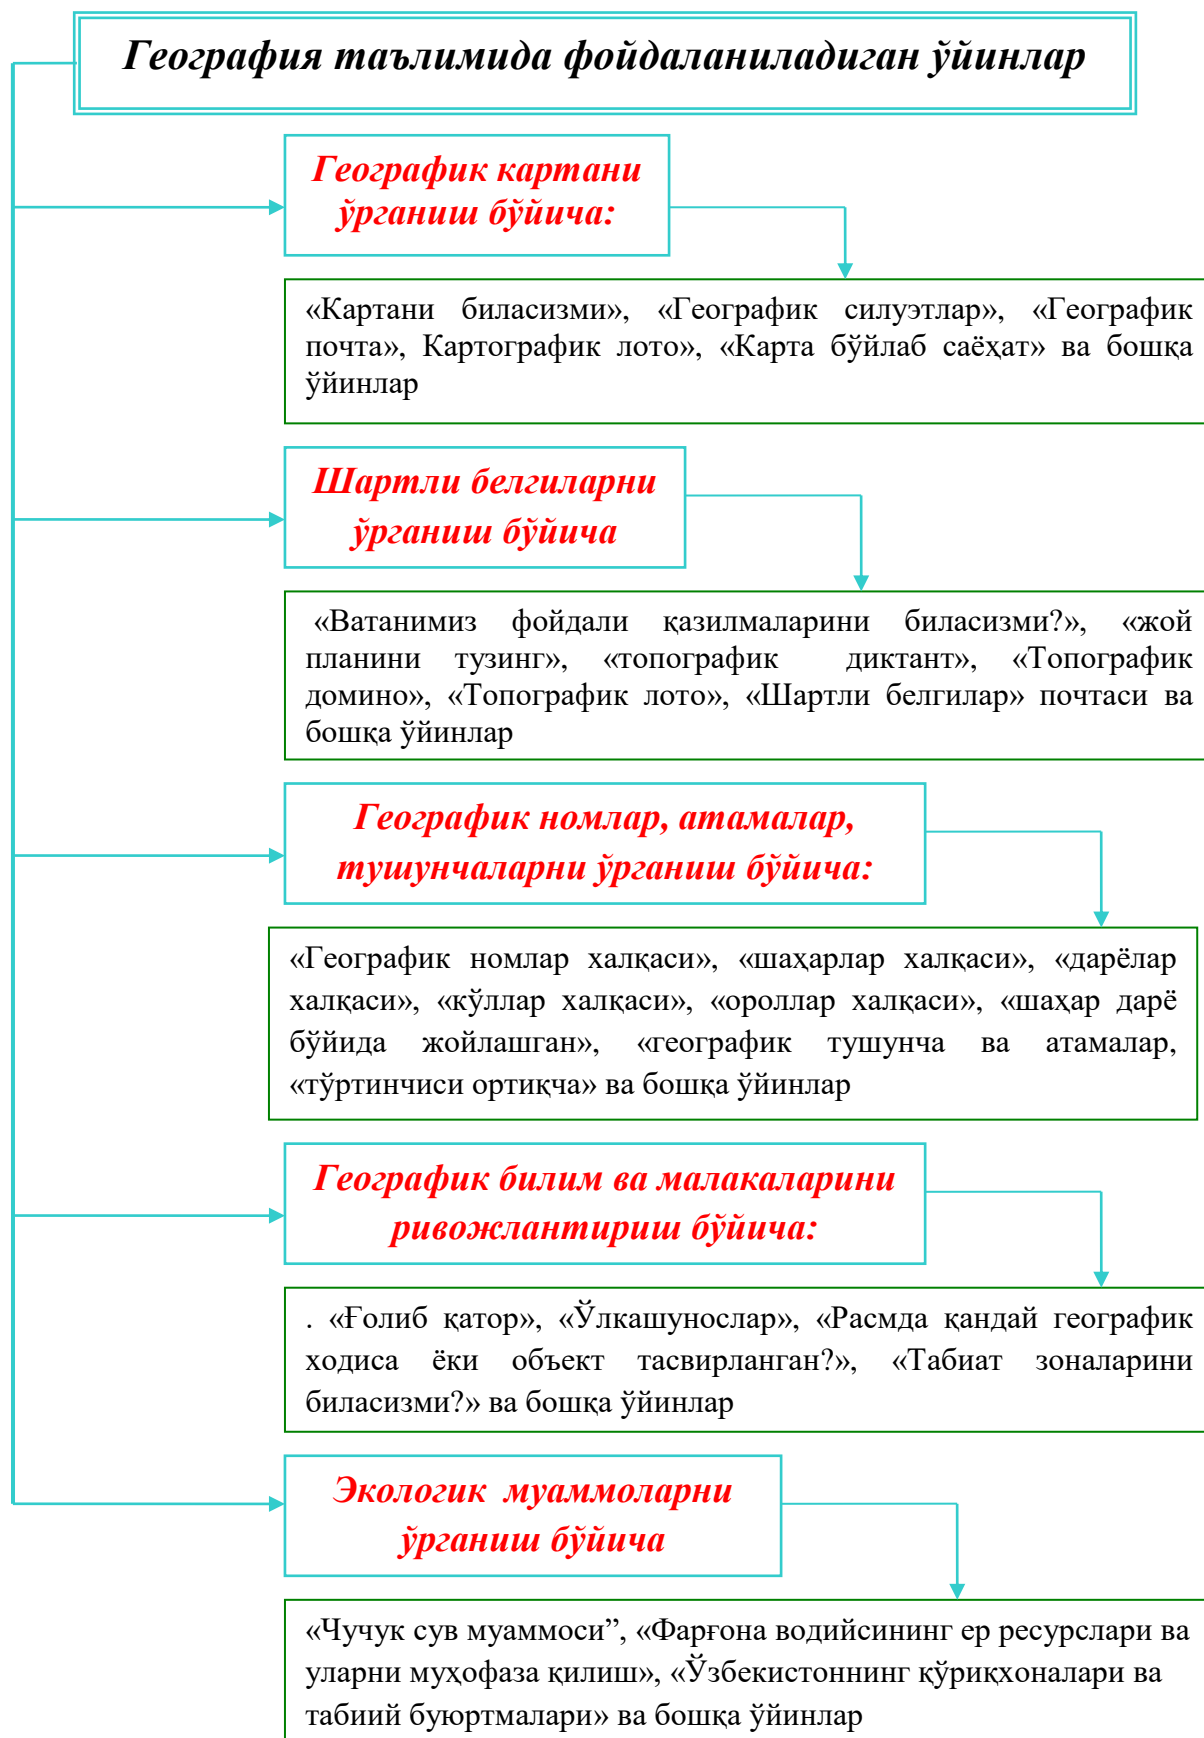 География таълимида фойдаланиладиган ўйинлар
Географик картани
ўрганиш бўйича:
«Картани биласизми», «Географик силуэтлар», «Географик
почта», Картографик лото», «Карта бўйлаб саёҳат» ва бошқа
ўйинлар
Шартли белгиларни
ўрганиш бўйича
«Ватанимиз фойдали қазилмаларини биласизми?», «жой
планини тузинг», «топографик диктант», «Топографик
домино», «Топографик лото», «Шартли белгилар» почтаси ва
бошқа ўйинлар
Географик номлар, атамалар,
тушунчаларни ўрганиш бўйича:
«Географик номлар халқаси», «шаҳарлар халқаси», «дарёлар
халқаси», «кўллар халқаси», «ороллар халқаси», «шаҳар дарё
бўйида жойлашган», «географик тушунча ва атамалар,
«тўртинчиси ортиқча» ва бошқа ўйинлар
Географик билим ва малакаларини
ривожлантириш бўйича:
. «Ғолиб қатор», «Ўлкашунослар», «Расмда қандай географик
ходиса ёки объект тасвирланган?», «Табиат зоналарини
биласизми?» ва бошқа ўйинлар
Экологик муаммоларни
ўрганиш бўйича
«Чучук сув муаммоси”, «Фарғона водийсининг ер ресурслари ва
уларни муҳофаза қилиш», «Ўзбекистоннинг қўриқхоналари ва
табиий буюртмалари» ва бошқа ўйинлар